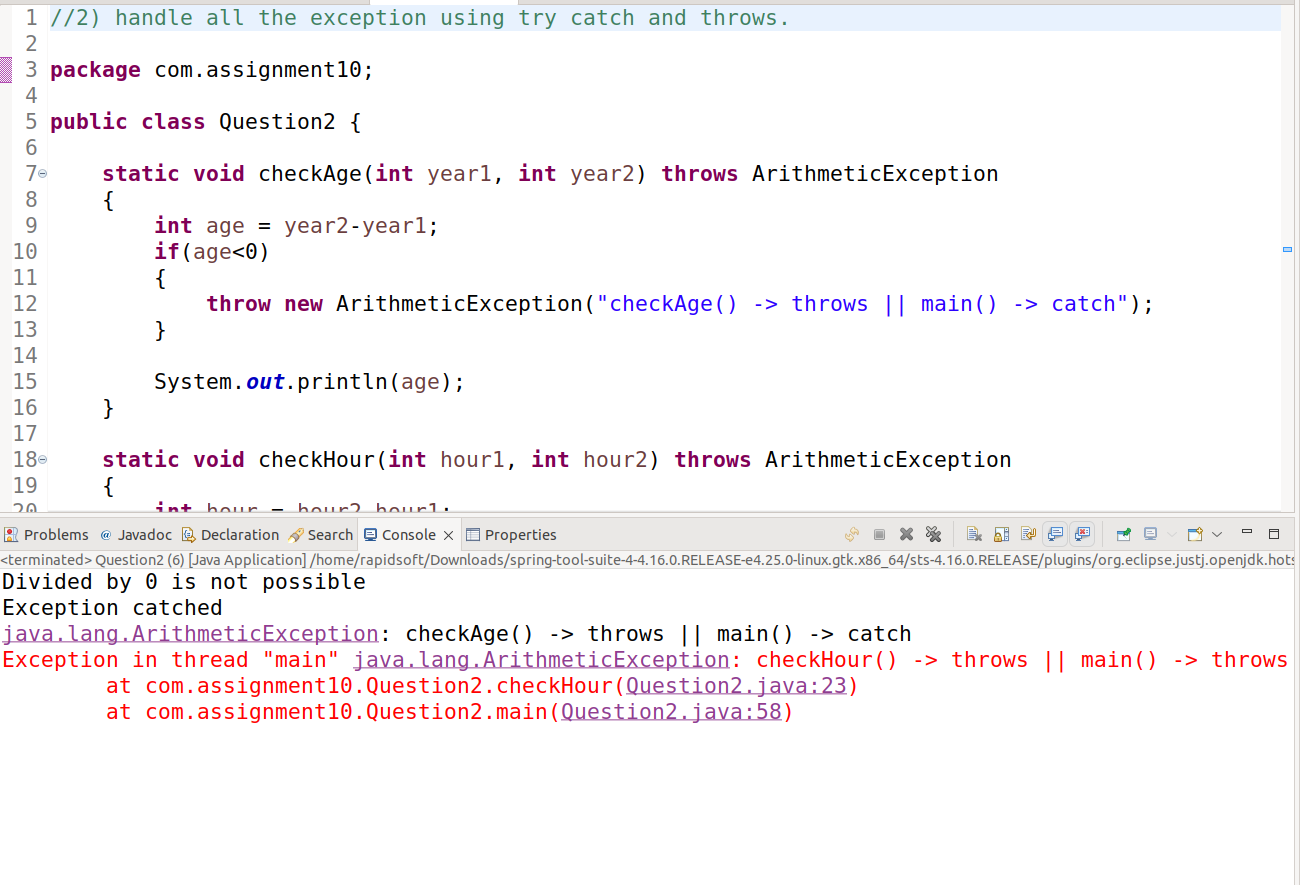 1 //2) handle all the exception using try catch and throws.
2
3 package com.assignment10;
4
5 public class Question2 {
6
7 static void checkAge(int year1, int year2) throws ArithmeticException
8 {
9 int age = year2-year1;
10 if(age<0)
11 {
12 throw new ArithmeticException("checkAge() -> throws || main() -> catch");
13 }
14
15 System.out.println(age);
16 }
17
18 static void checkHour(int hour1, int hour2) throws ArithmeticException
19 {
20 int hour = hour2-hour1;
Problems @ Javadoc Declaration Search Console Properties
<terminated> Question2 (6) [Java Application] /home/rapidsoft/Downloads/spring-tool-suite-4-4.16.0.RELEASE-e4.25.0-linux.gtk.x86_64/sts-4.16.0.RELEASE/plugins/org.eclipse.justj.openjdk.hots
Divided by 0 is not possible
Exception catched
java.lang.ArithmeticException: checkAge() -> throws || main() -> catch
Exception in thread "main" java.lang.ArithmeticException: checkHour() -> throws || main() -> throws
at com.assignment10.Question2.checkHour(Question2.java:23)
at com.assignment10.Question2.main(Question2.java:58)